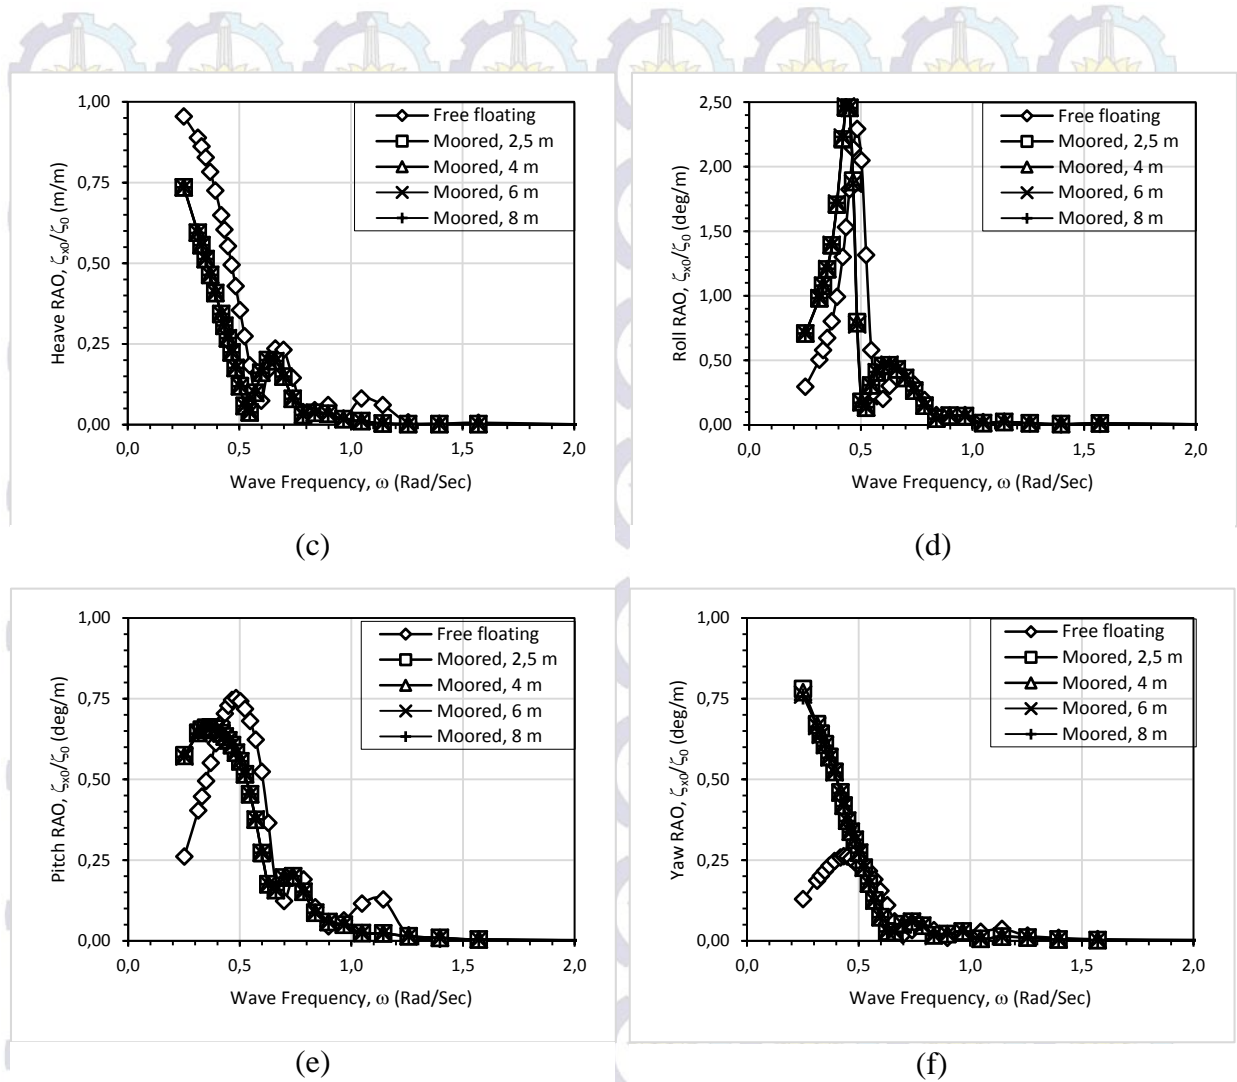 1,00
0,75
0,50
0,25
0,00
Heave RAO, ζx0/ζ0 (m/m)
Free floating
Moored, 2,5 m
Moored, 4 m
Moored, 6 m
Moored, 8 m
0,0 0,5 1,0 1,5 2,0
Wave Frequency, ω (Rad/Sec)
(c)
2,50
2,00
1,50
1,00
0,50
0,00
Roll RAO, ζx0/ζ0 (deg/m)
Free floating
Moored, 2,5 m
Moored, 4 m
Moored, 6 m
Moored, 8 m
0,0 0,5 1,0 1,5 2,0
Wave Frequency, ω (Rad/Sec)
(d)
1,00
0,75
0,50
0,25
0,00
Pitch RAO, ζx0/ζ0 (deg/m)
Free floating
Moored, 2,5 m
Moored, 4 m
Moored, 6 m
Moored, 8 m
0,0 0,5 1,0 1,5 2,0
Wave Frequency, ω (Rad/Sec)
(e)
1,00
0,75
0,50
0,25
0,00
Yaw RAO, ζx0/ζ0 (deg/m)
Free floating
Moored, 2,5 m
Moored, 4 m
Moored, 6 m
Moored, 8 m
0,0 0,5 1,0 1,5 2,0
Wave Frequency, ω (Rad/Sec)
(f)